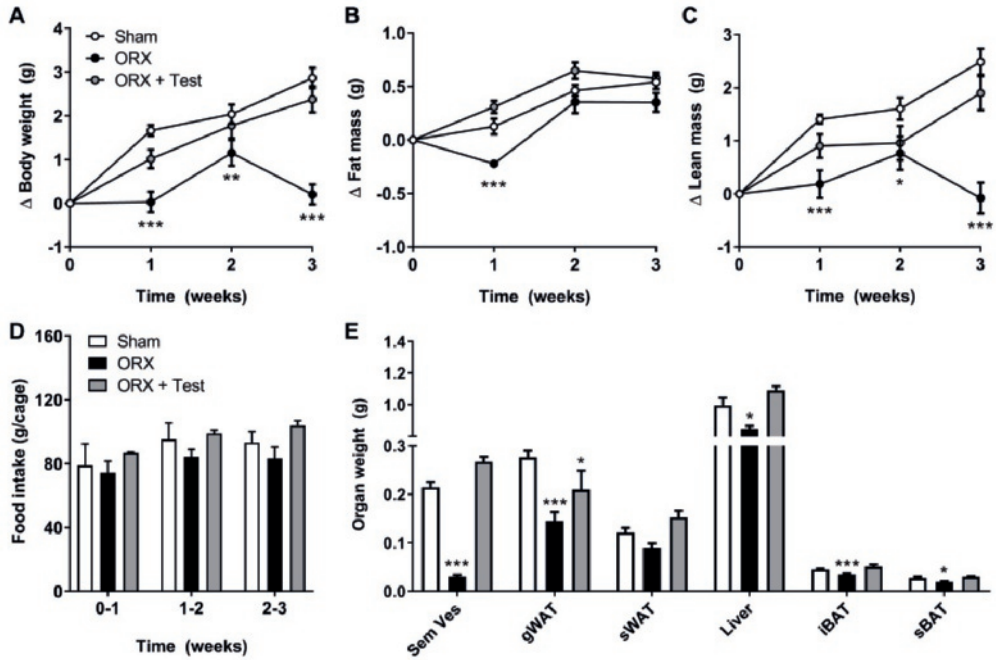 A
Δ Body weight (g)
4
3
2
1
0
-1
Sham
ORX
ORX + Test
***
**
***
0 1 2 3
Time (weeks)
B
Δ Fat mass (g)
1.0
0.5
0.0
-0.5
-1.0
***
0 1 2 3
Time (weeks)
C
Δ Lean mass (g)
3
2
1
0
-1
***
*
***
0 1 2 3
Time (weeks)
D
Food intake (g/cage)
160
120
80
40
0
Sham
ORX
ORX + Test
0-1 1-2 2-3
Time (weeks)
E
Organ weight (g)
1.4
1.2
1.0
0.3
0.2
0.1
0.0
***
***
*
*
***
*
Sem Ves
gWAT
sWAT
Liver
iBAT
sBAT